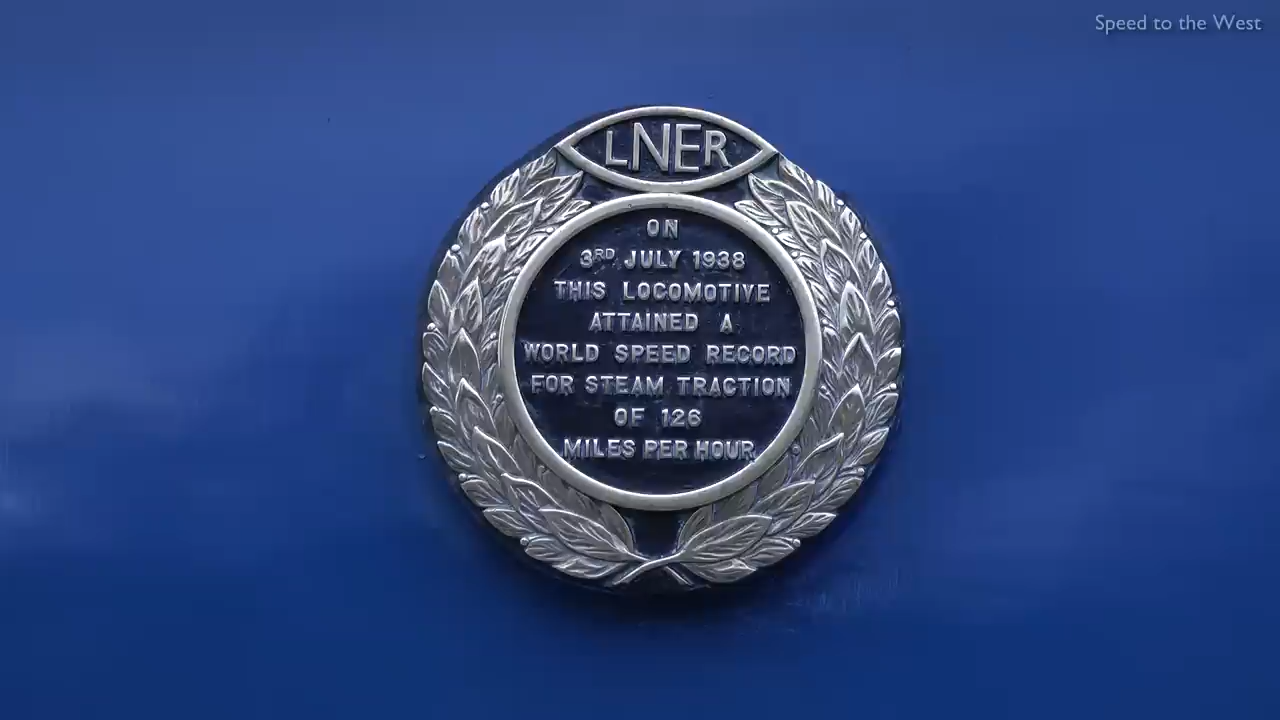 Speed to the West
LNER
ON
3RD JULY 1938
THIS LOCOMOTIVE
ATTAINED A
WORLD SPEED RECORD
FOR STEAM TRACTION
OF 126
MILES PER HOUR